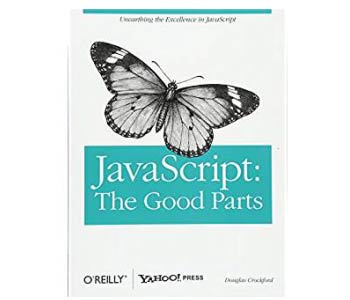 Unearthing the Excellence in JavaScript
JavaScript:
The Good Parts
O'REILLY® YAHOO! PRESS Douglas Crockford